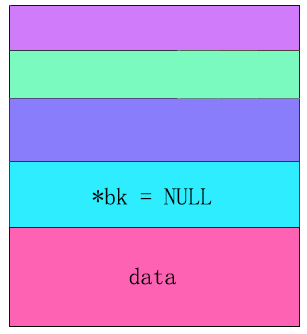 *bk = NULL
data